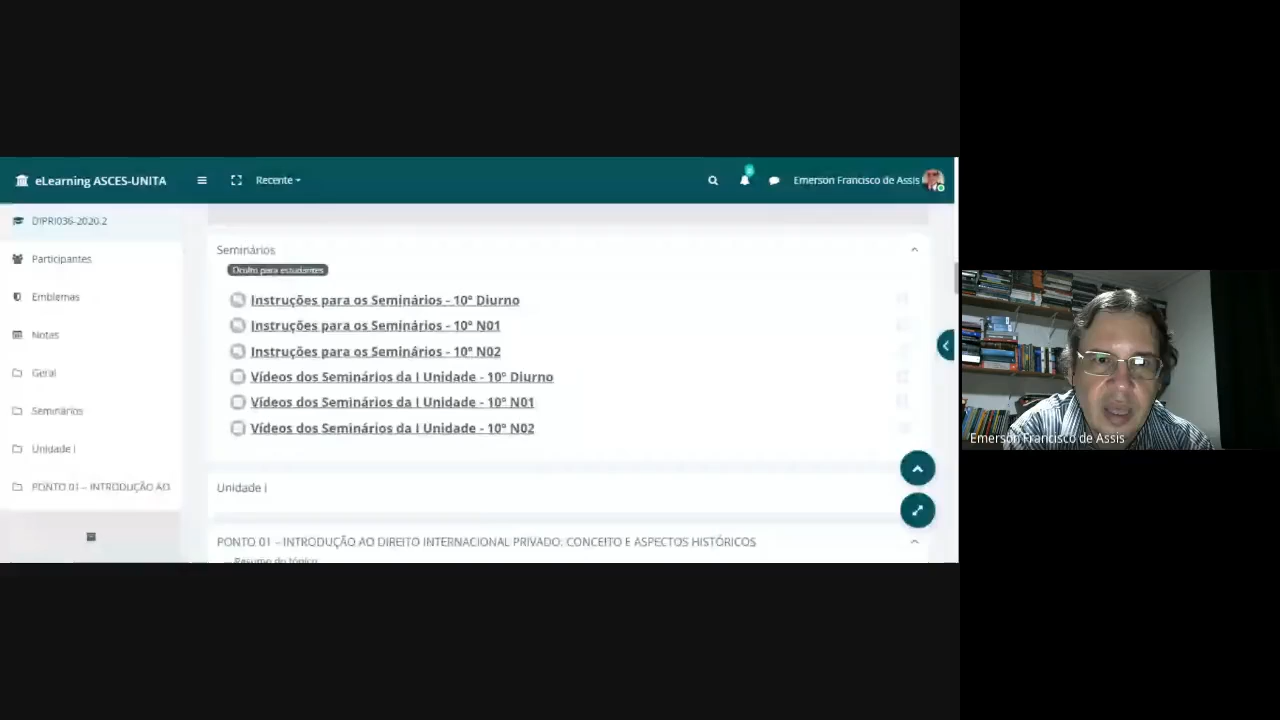 eLearning ASCES-UNITA
Recente
Emerson Francisco de Assis
DIPRI036-2020.2
Participantes
Emblemas
Notas
Geral
Seminários
Unidade I
PONTO 01 – INTRODUÇÃO AO
Seminários
Oculto para estudantes
Instruções para os Seminários - 10º Diurno
Instruções para os Seminários - 10º N01
Instruções para os Seminários - 10º N02
Vídeos dos Seminários da I Unidade - 10º Diurno
Vídeos dos Seminários da I Unidade - 10º N01
Vídeos dos Seminários da I Unidade - 10º N02
Unidade I
PONTO 01 – INTRODUÇÃO AO DIREITO INTERNACIONAL PRIVADO: CONCEITO E ASPECTOS HISTÓRICOS
Resumo do tópico
Emerson Francisco de Assis